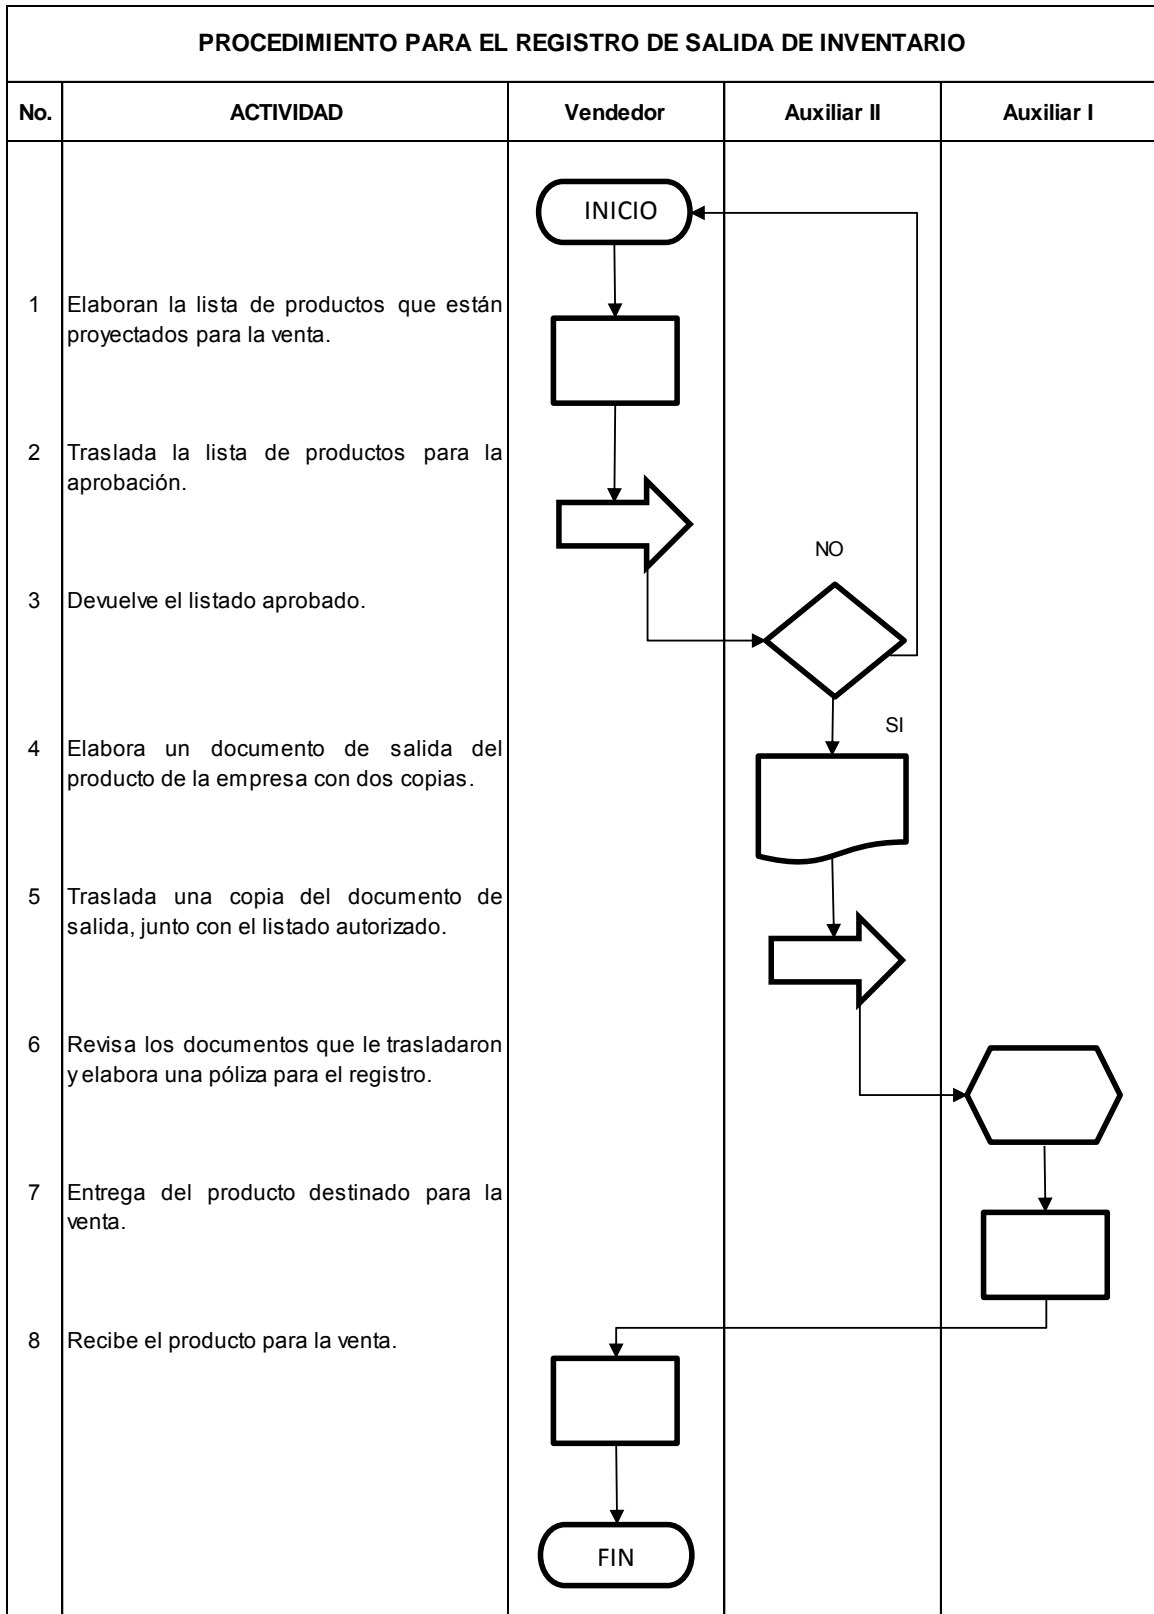 PROCEDIMIENTO PARA EL REGISTRO DE SALIDA DE INVENTARIO
No. ACTIVIDAD Vendedor Auxiliar II Auxiliar I
INICIO
1 Elaboran la lista de productos que están
proyectados para la venta.
2 Traslada la lista de productos para la
aprobación.
NO
3 Devuelve el listado aprobado.
SI
4 Elabora un documento de salida del
producto de la empresa con dos copias.
5 Traslada una copia del documento de
salida, junto con el listado autorizado.
6 Revisa los documentos que le trasladaron
y elabora una póliza para el registro.
7 Entrega del producto destinado para la
venta.
8 Recibe el producto para la venta.
FIN